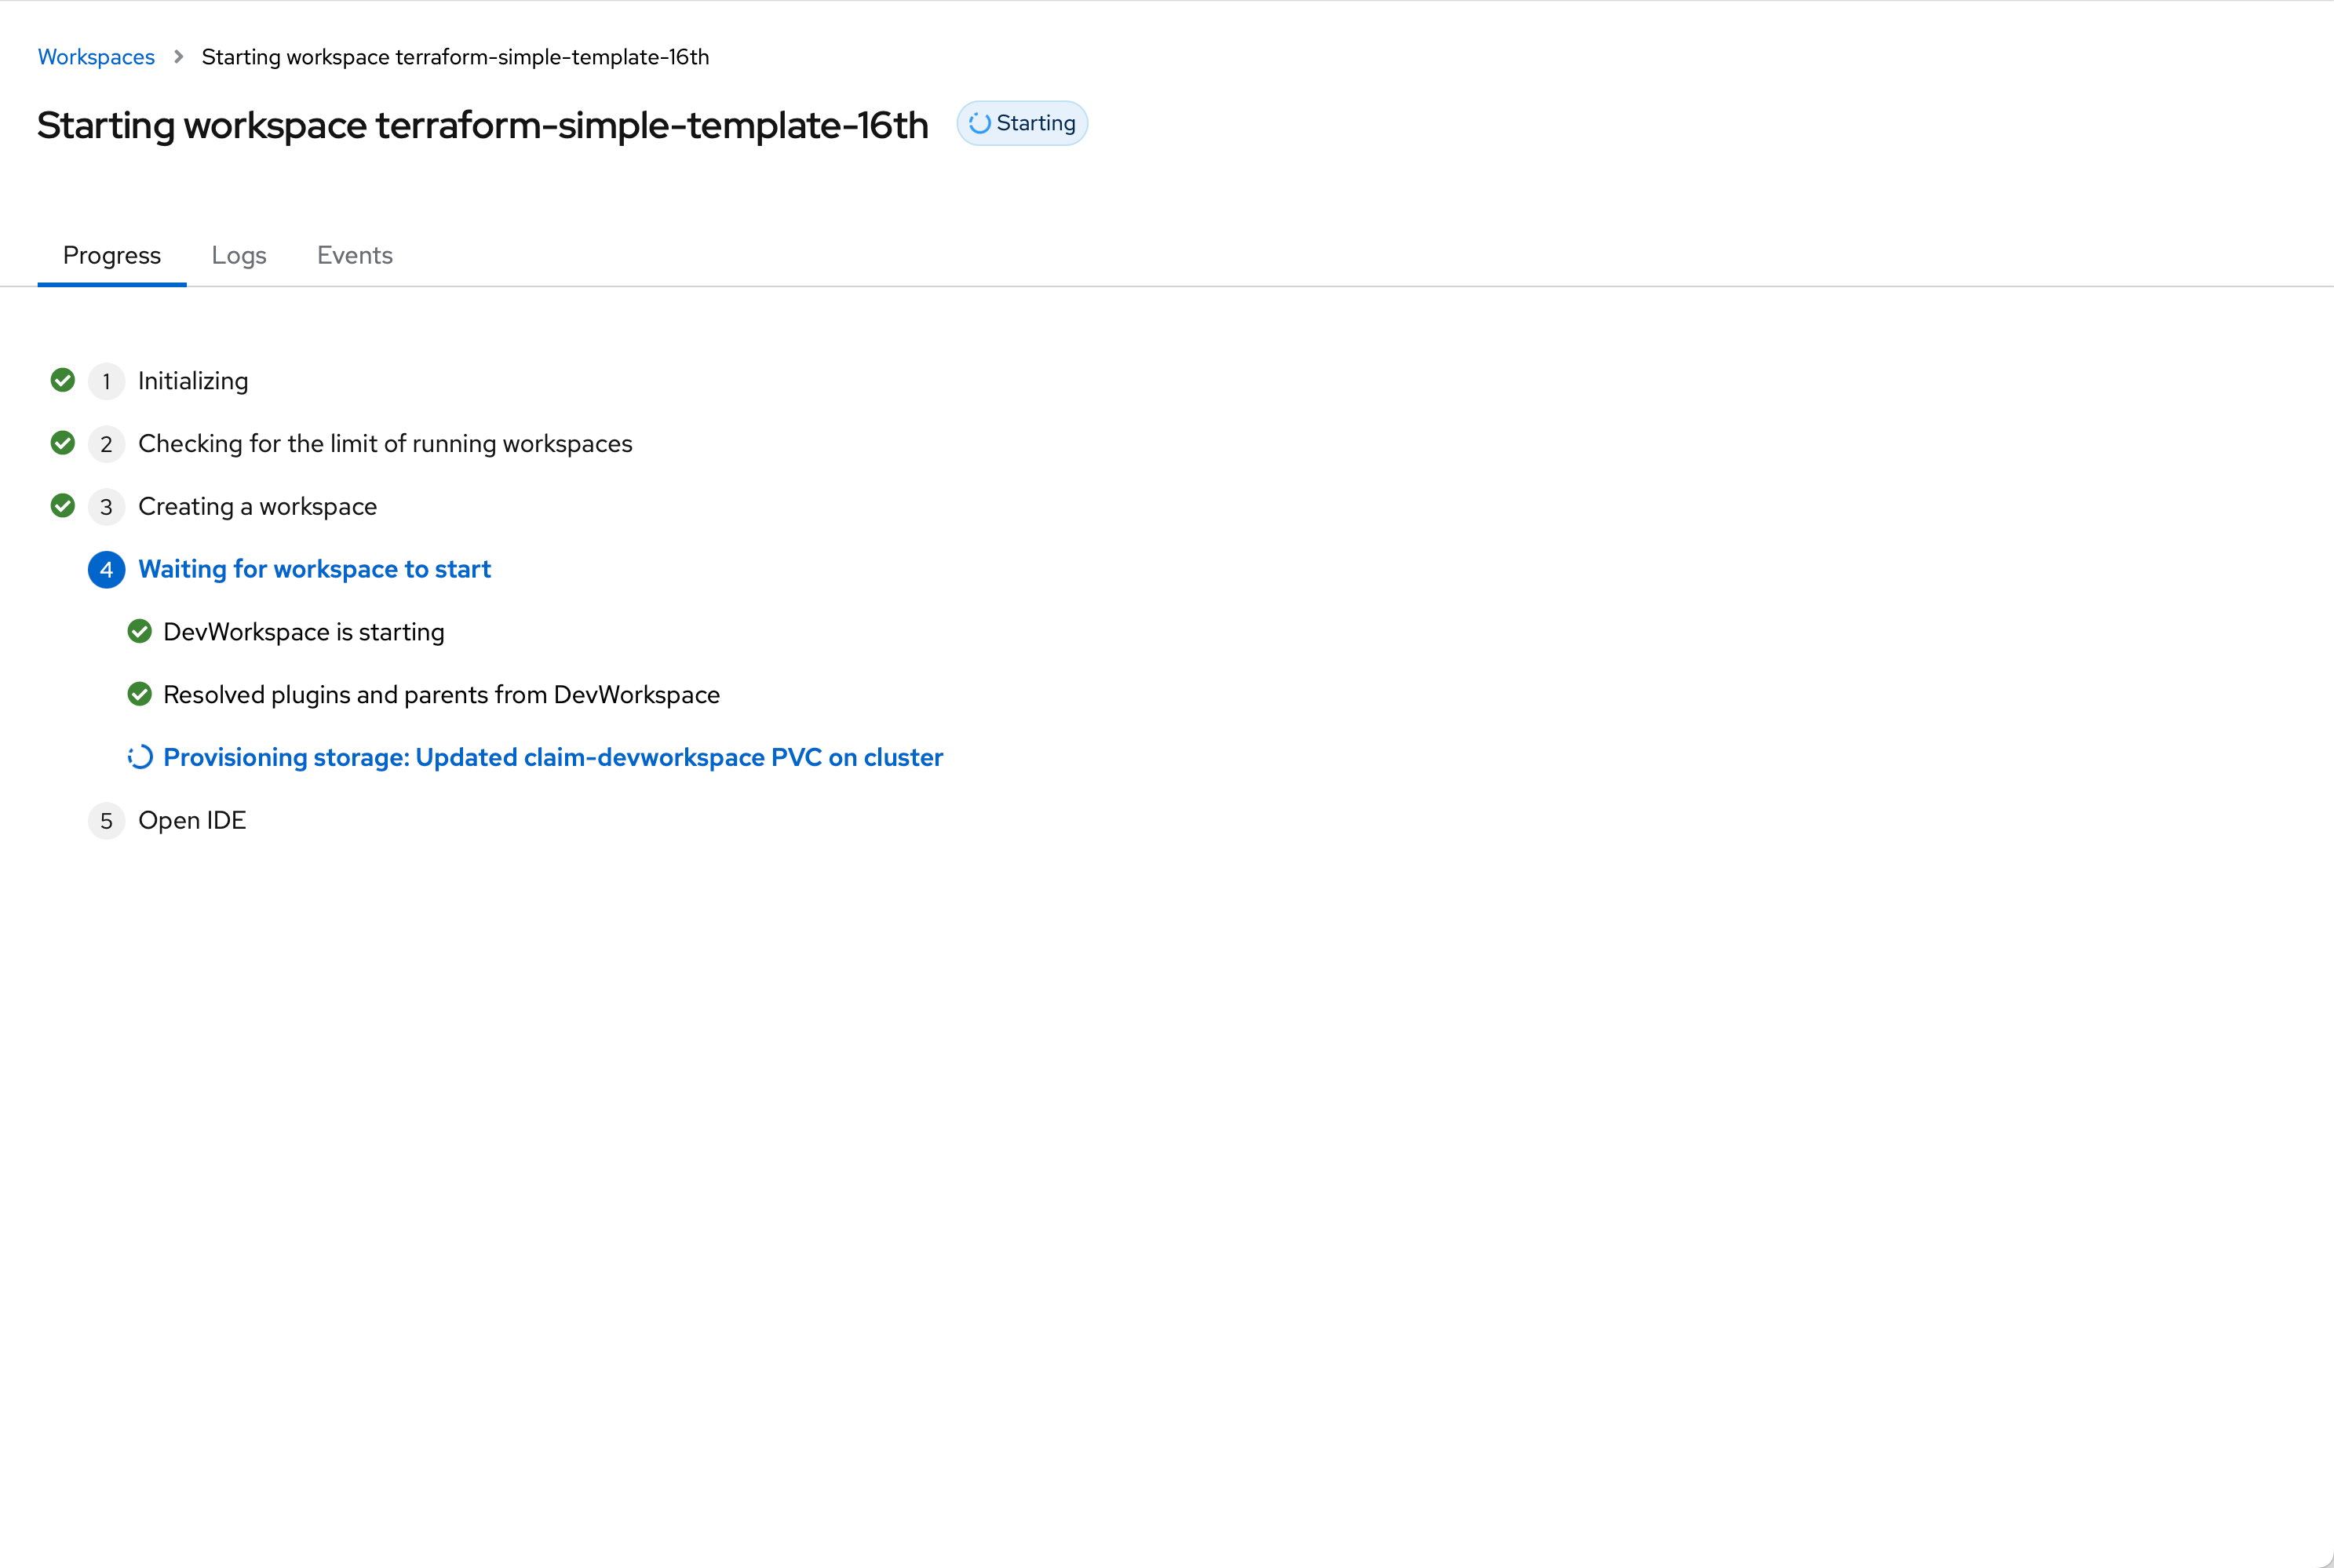 Workspaces > Starting workspace terraform-simple-template-16th
Starting workspace terraform-simple-template-16th Starting
Progress Logs Events
1 Initializing
2 Checking for the limit of running workspaces
3 Creating a workspace
4 Waiting for workspace to start
DevWorkspace is starting
Resolved plugins and parents from DevWorkspace
Provisioning storage: Updated claim-devworkspace PVC on cluster
5 Open IDE